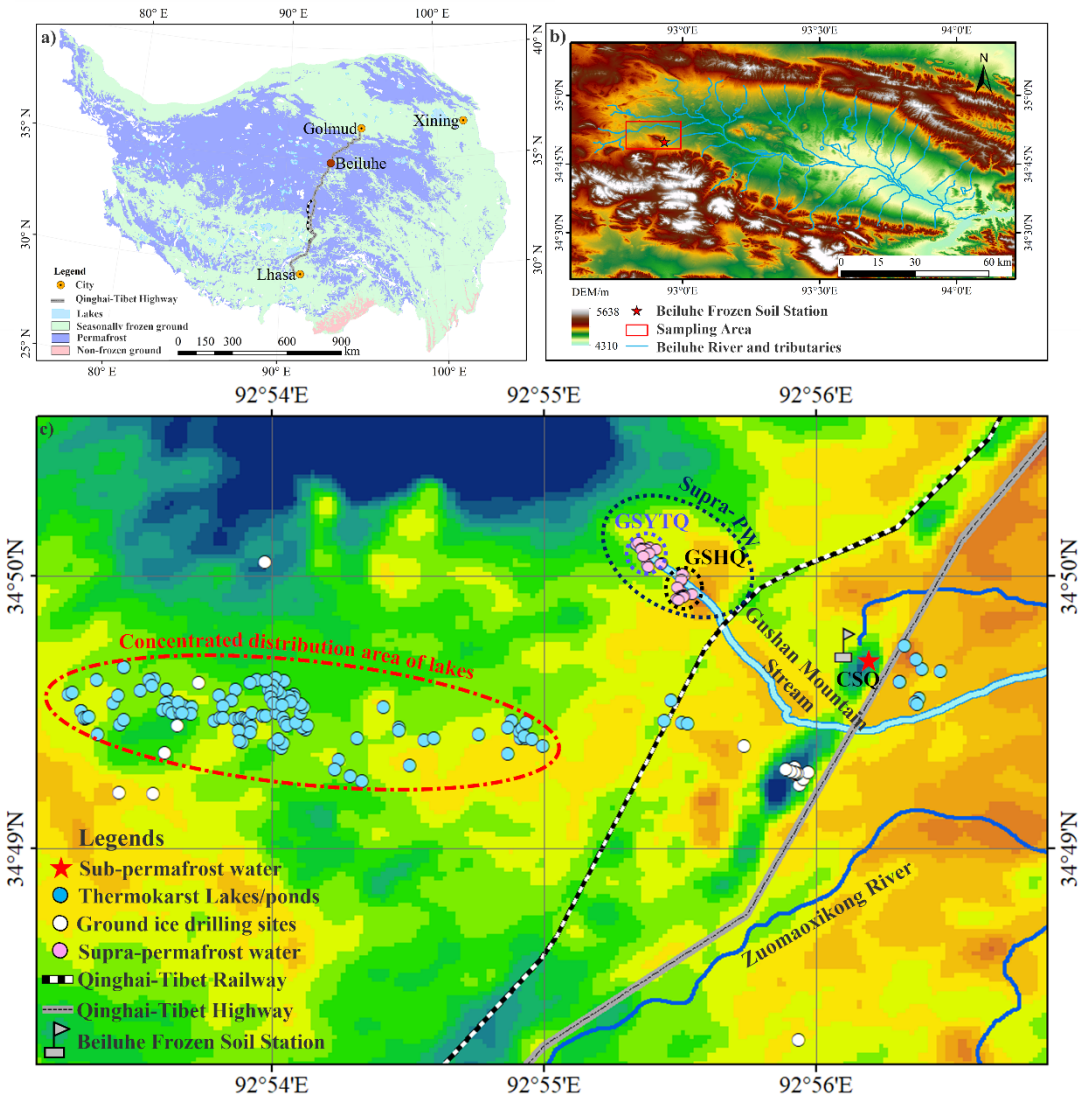 80° E
90° E
100° E
a)
40° N
35° N
Golmud
Xining
35° N
Beiluhe
30° N
30° N
Lhasa
Legend
City
Qinghai-Tibet Highway
Lakes
Seasonally frozen ground
Permafrost
Non-frozen ground
0 150 300 600 900
km
25° N
25° N
80° E
90° E
100° E
b)
93°0'E
93°30'E
94°0'E
N
35°0'N
35°0'N
34°45'N
34°45'N
34°30'N
34°30'N
0 15 30 60 km
93°0'E
93°30'E
94°0'E
DEM/m
5638
4310
Beiluhe Frozen Soil Station
Sampling Area
Beiluhe River and tributaries
92°54'E
92°55'E
92°56'E
c)
Supra- PW
GSYTQ
GSHQ
34°50'N
34°50'N
Gushan Mountain
Stream
Concentrated distribution area of lakes
CSQ
34°49'N
34°49'N
Zuomaoxikong River
Legends
Sub-permafrost water
Thermokarst Lakes/ponds
Ground ice drilling sites
Supra-permafrost water
Qinghai-Tibet Railway
Qinghai-Tibet Highway
Beiluhe Frozen Soil Station
92°54'E
92°55'E
92°56'E